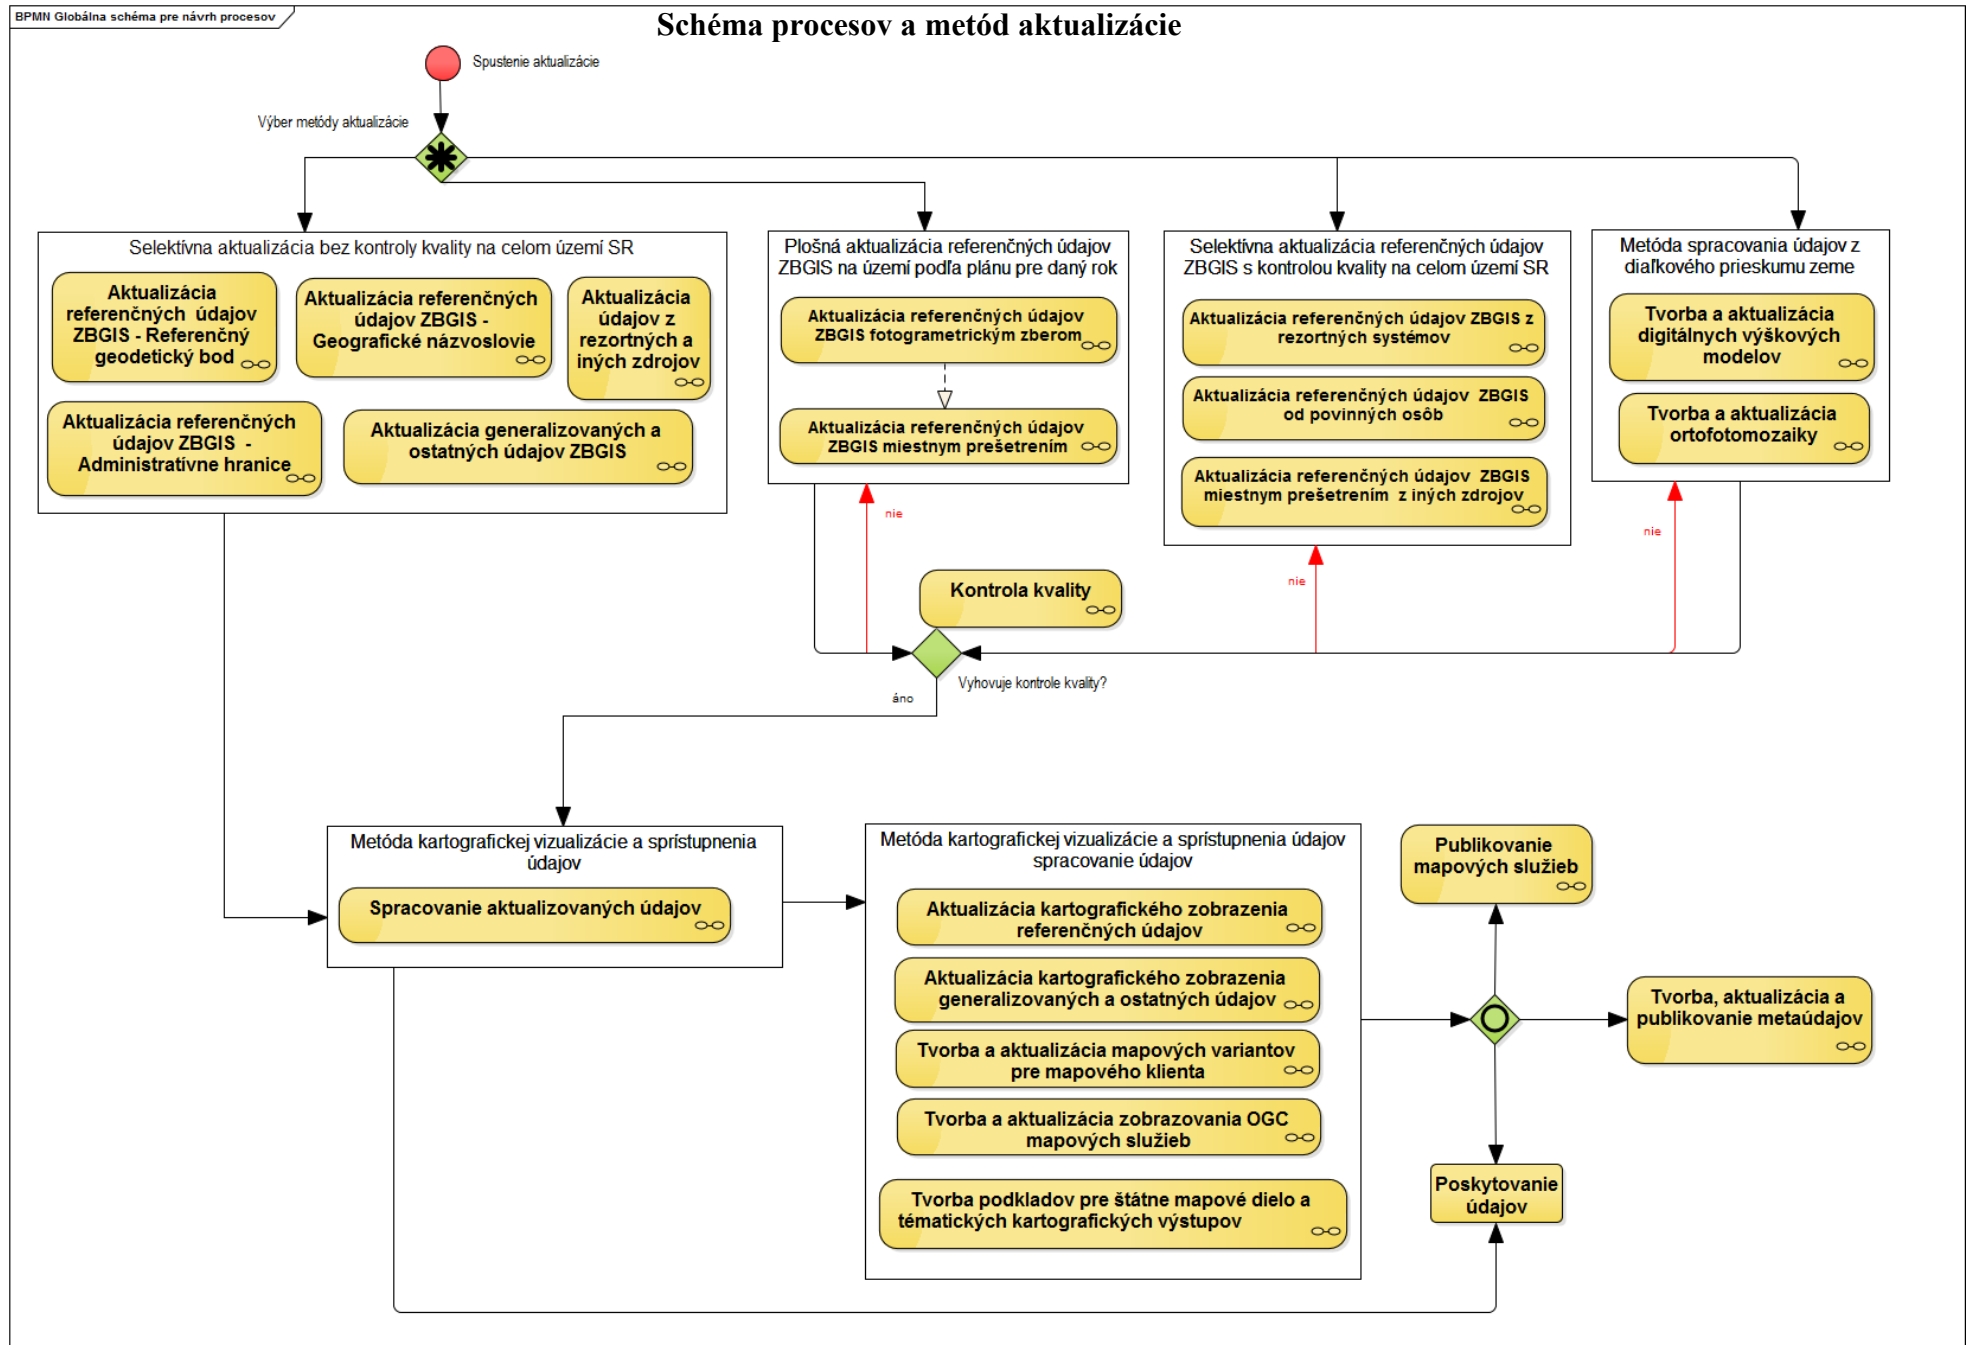 BPMN Globálna schéma pre návrh procesov
Schéma procesov a metód aktualizácie
Spustenie aktualizácie
Výber metódy aktualizácie
Selektívna aktualizácia bez kontroly kvality na celom území SR
Aktualizácia
referenčných  údajov
ZBGIS - Referenčný
geodetický bod
Aktualizácia referenčných
údajov ZBGIS -
Geografické názvoslovie
Aktualizácia
údajov z
rezortných a
iných zdrojov
Aktualizácia referenčných
údajov ZBGIS  -
Administratívne hranice
Aktualizácia generalizovaných a
ostatných údajov ZBGIS
Plošná aktualizácia referenčných údajov
ZBGIS na území podľa plánu pre daný rok
Aktualizácia referenčných údajov
ZBGIS fotogrametrickým zberom
Aktualizácia referenčných údajov
ZBGIS miestnym prešetrením
Selektívna aktualizácia referenčných údajov
ZBGIS s kontrolou kvality na celom území SR
Aktualizácia referenčných údajov ZBGIS z
rezortných systémov
Aktualizácia referenčných údajov  ZBGIS
od povinných osôb
Aktualizácia referenčných údajov  ZBGIS
miestnym prešetrením  z iných zdrojov
Metóda spracovania údajov z
diaľkového prieskumu zeme
Tvorba a aktualizácia
digitálnych výškových
modelov
Tvorba a aktualizácia
ortofotomozaiky
nie
nie
nie
Kontrola kvality
Vyhovuje kontrole kvality?
áno
Metóda kartografickej vizualizácie a sprístupnenia
údajov
Spracovanie aktualizovaných údajov
Metóda kartografickej vizualizácie a sprístupnenia údajov
spracovanie údajov
Aktualizácia kartografického zobrazenia
referenčných údajov
Aktualizácia kartografického zobrazenia
generalizovaných a ostatných údajov
Tvorba a aktualizácia mapových variantov
pre mapového klienta
Tvorba a aktualizácia zobrazovania OGC
mapových služieb
Tvorba podkladov pre štátne mapové dielo a
tématických kartografických výstupov
Publikovanie
mapových služieb
Tvorba, aktualizácia a
publikovanie metaúdajov
Poskytovanie
údajov